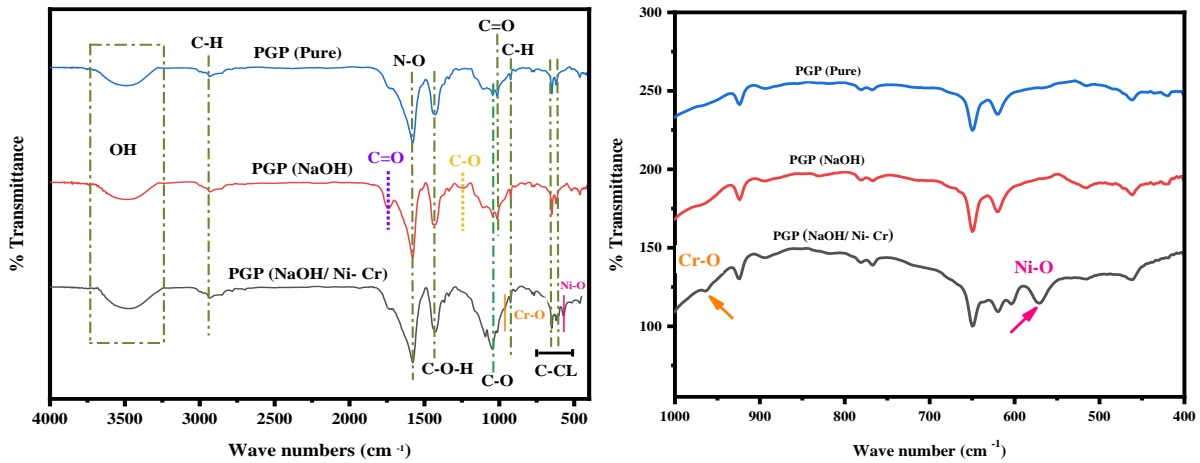 C=O
C-H
C-H
PGP (Pure)
N-O
OH
C=O
C-O
PGP (NaOH)
PGP (NaOH/ Ni- Cr)
Ni-O
Cr-O
C-O-H
C-O
C-CL
% Transmittance
4000 3500 3000 2500 2000 1500 1000 500
Wave numbers (cm -1)
300
250
200
150
100
% Transmittance
PGP (Pure)
PGP (NaOH)
PGP (NaOH/ Ni- Cr)
Cr-O
Ni-O
1000 900 800 700 600 500 400
Wave number (cm -1)